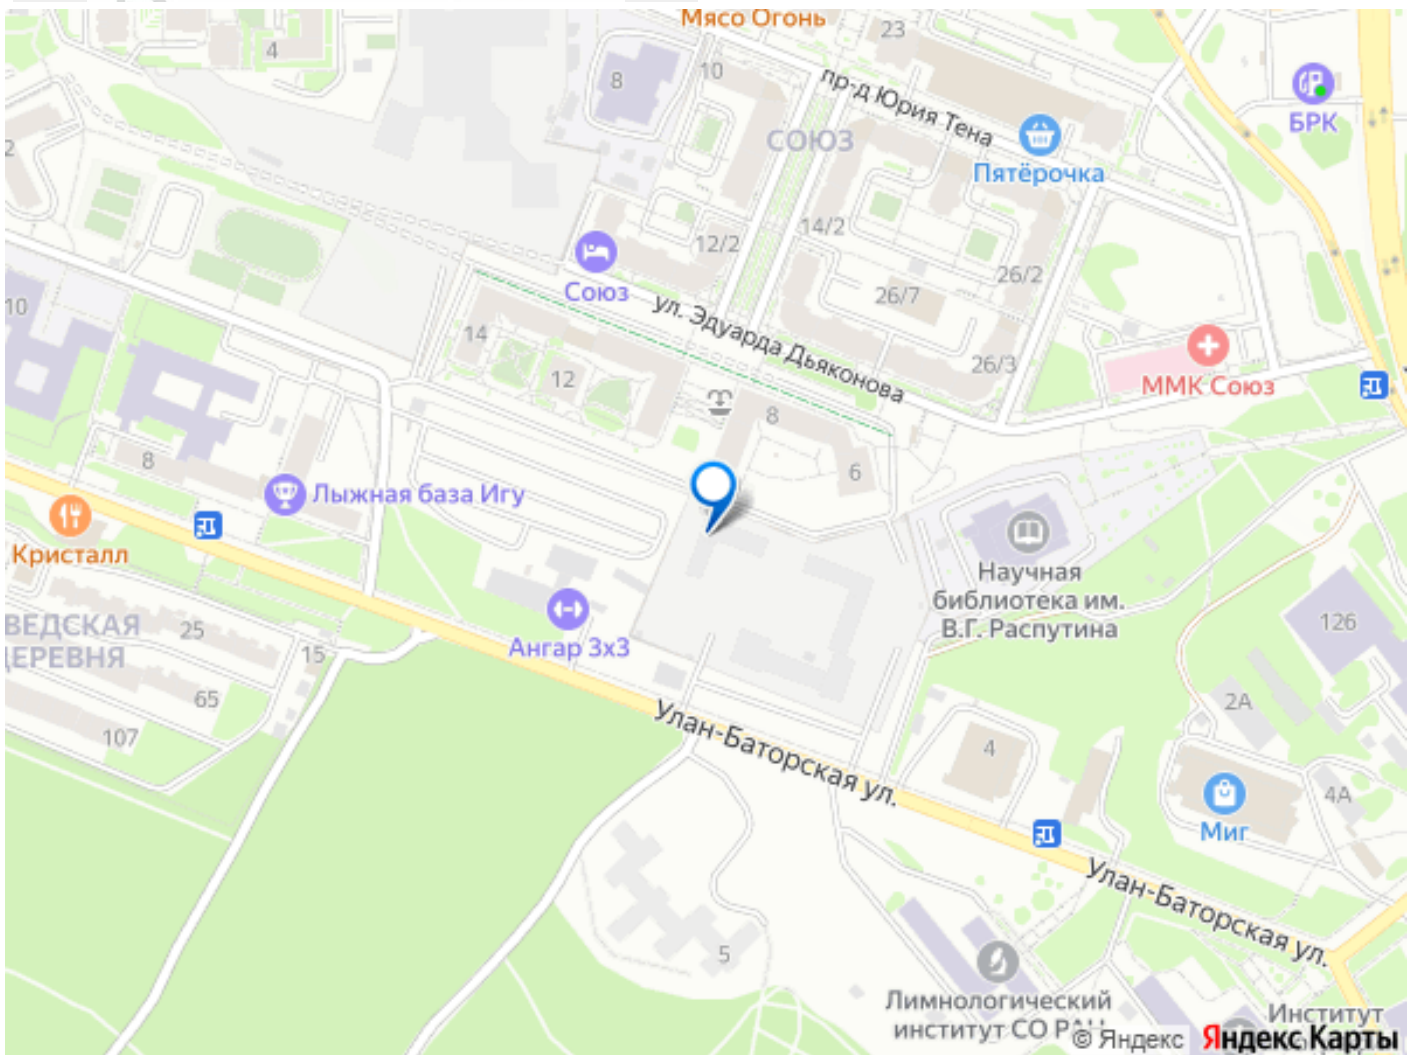 Мясо Огонь
23
4
10
8
пр-д Юрия Тена
БРК
СОЮЗ
Пятёрочка
2
12/2
14/2
26/2
Союз
26/7
10
ул. Эдуарда Дьяконова
14
26/3
12
ММК Союз
8
8
6
Лыжная база Игу
Кристалл
Научная
библиотека им.
В.Г. Распутина
ВЕДСКАЯ
ДЕРЕВНЯ
25
15
Ангар 3х3
126
65
2А
107
Улан-Баторская ул.
4
4А
Миг
Улан-Баторская ул.
5
Лимнологический
институт СО РАН
Институт
© Яндекс Яндекс Карты